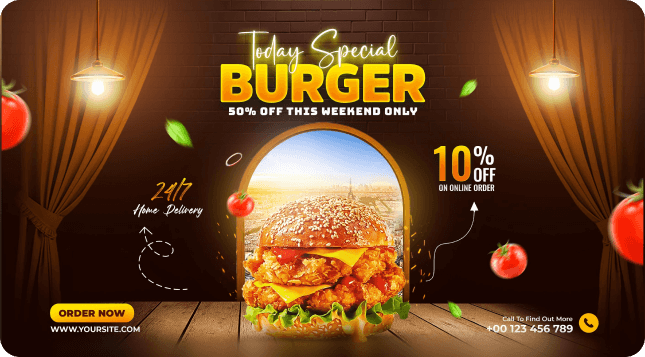 Today Special
BURGER
50% OFF THIS WEEKEND ONLY
10% OFF
ON ONLINE ORDER
24/7
Home Delivery
ORDER NOW
WWW.YOURSITE.COM
Call To Find Out More
+00 123 456 789